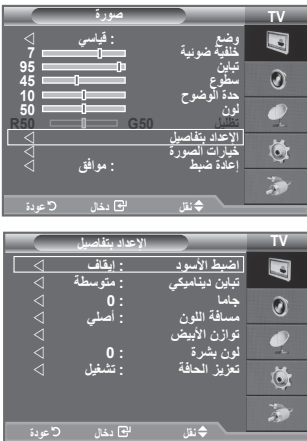 TV
صورة
وضع : قياسي
خلفية ضوئية 7
تباين 95
سطوع 45
حدة الوضوح 10
لون 50
تظليل G50 R50
الإعداد بتفاصيل
خيارات الصورة
إعادة ضبط : موافق
نقل دخال عودة
TV
الإعداد بتفاصيل
اضبط الأسود : إيقاف
تباين ديناميكي : متوسطة
جاما : 0
مسافة اللون : أصلي
توازن الأبيض
لون بشرة : 0
تعزيز الحافة : تشغيل
نقل دخال عودة